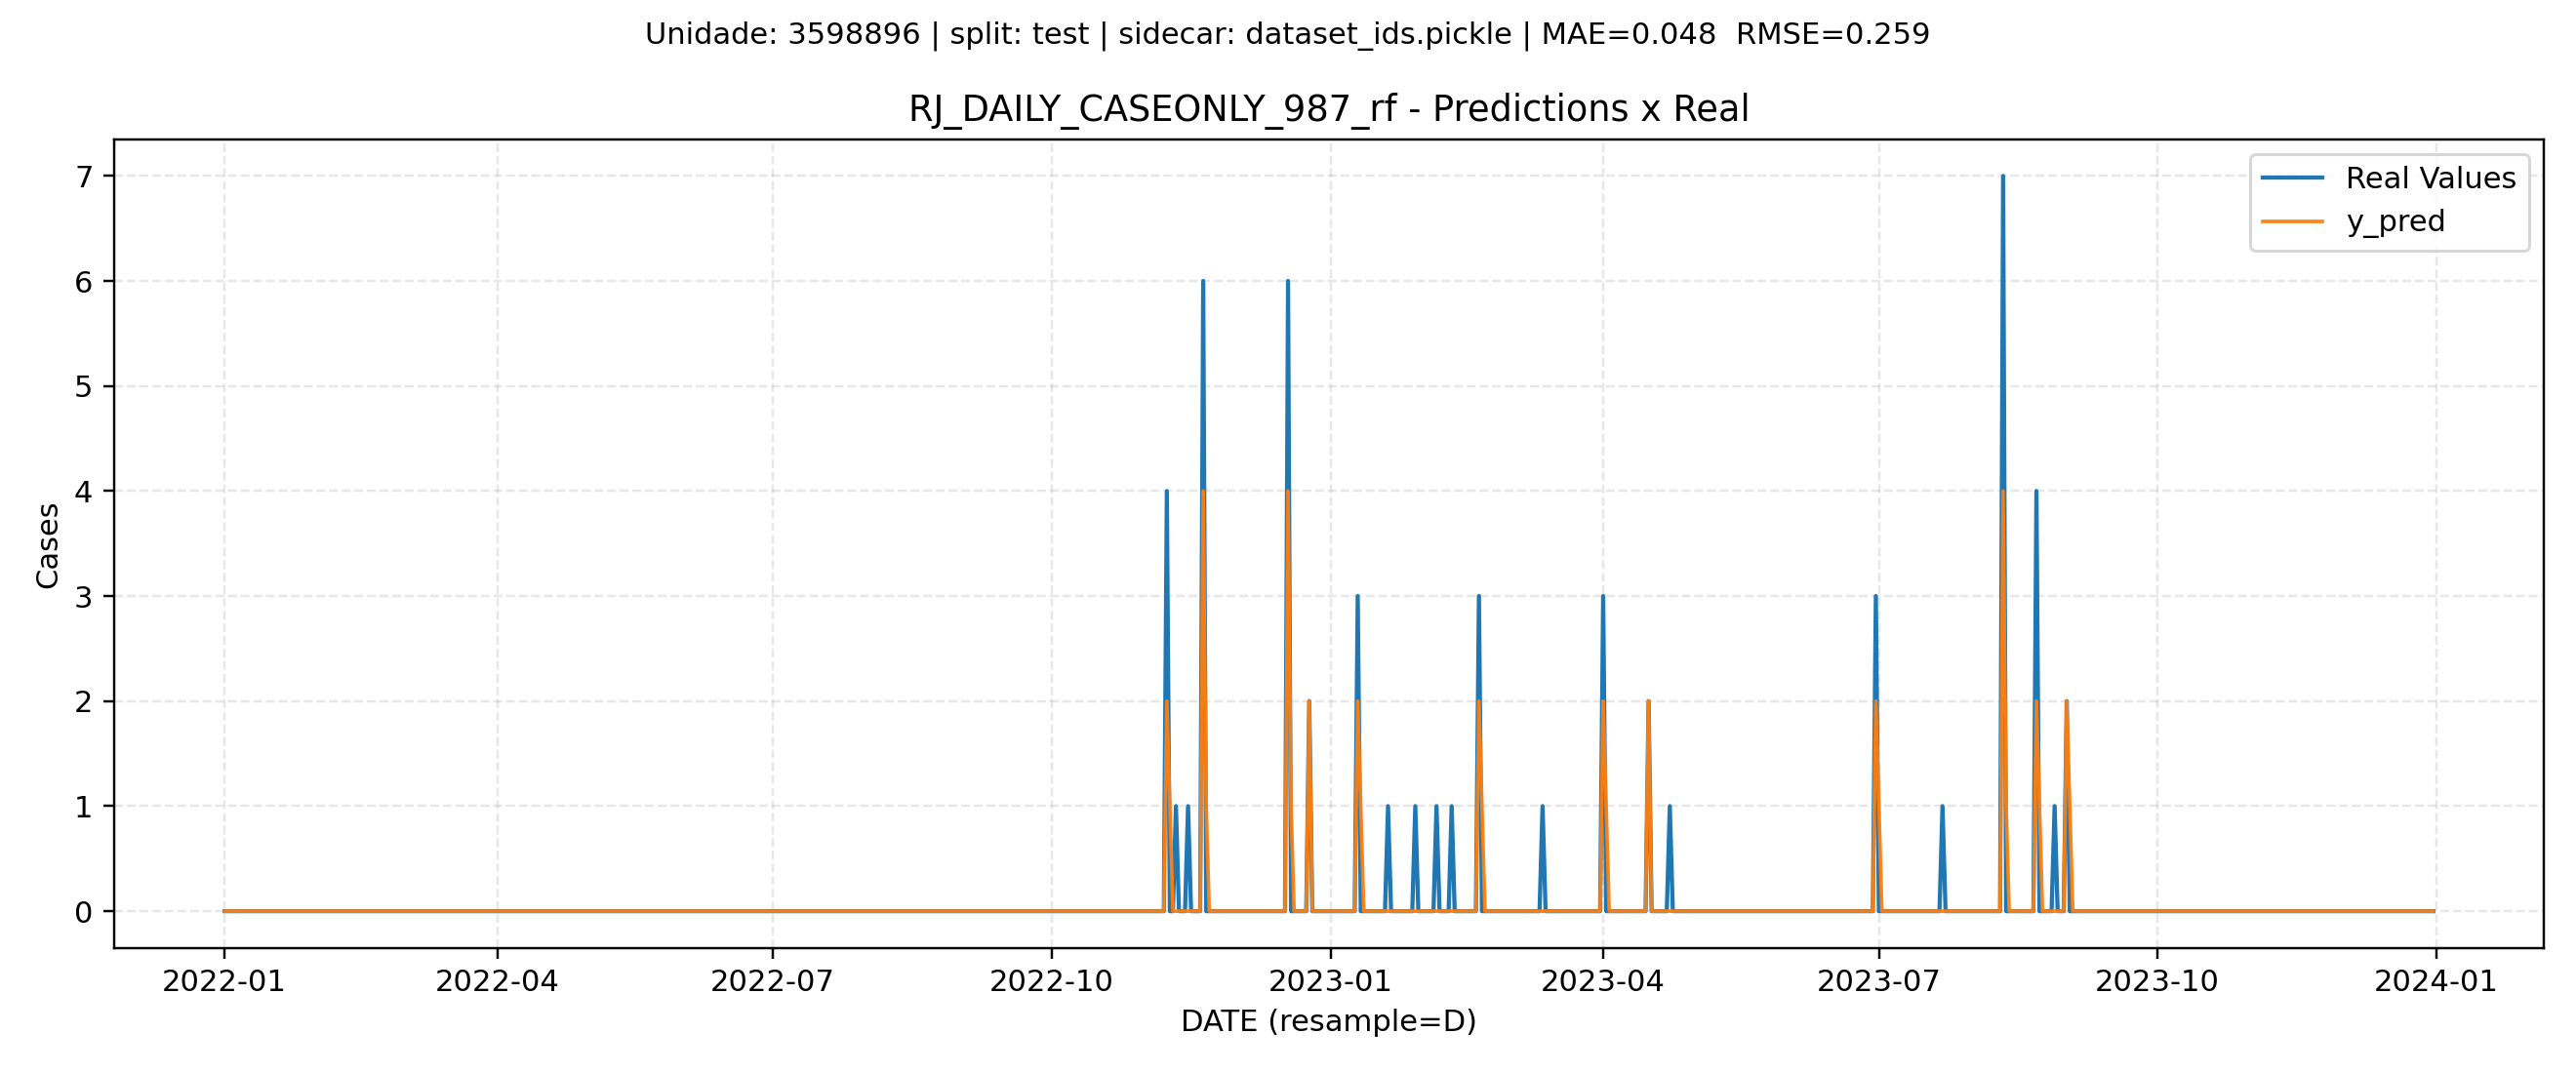 Unidade: 3598896 | split: test | sidecar: dataset_ids.pickle | MAE=0.048  RMSE=0.259
RJ_DAILY_CASEONLY_987_rf - Predictions x Real
Real Values
y_pred
7
6
5
4
3
2
1
0
Cases
2022-01
2022-04
2022-07
2022-10
2023-01
2023-04
2023-07
2023-10
2024-01
DATE (resample=D)